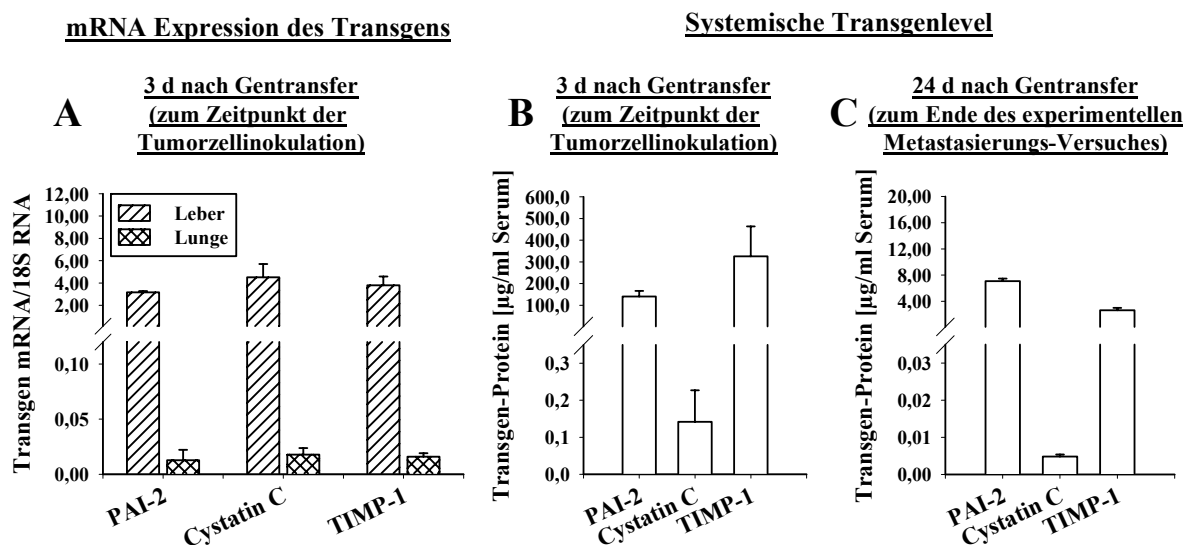 mRNA Expression des Transgens
Systemische Transgenlevel
A
3 d nach Gentransfer
(zum Zeitpunkt der
Tumorzellinokulation)
Transgen mRNA/18S RNA
12,00
10,00
8,00
6,00
4,00
2,00
0,10
0,05
0,00
Leber
Lunge
PAI-2
Cystatin C
TIMP-1
B
3 d nach Gentransfer
(zum Zeitpunkt der
Tumorzellinokulation)
Transgen-Protein [µg/ml Serum]
600,0
500,0
400,0
300,0
200,0
100,0
0,3
0,2
0,1
0,0
PAI-2
Cystatin C
TIMP-1
C
24 d nach Gentransfer
(zum Ende des experimentellen
Metastasierungs-Versuches)
Transgen-Protein [µg/ml Serum]
20,00
16,00
12,00
8,00
4,00
0,03
0,02
0,01
0,00
PAI-2
Cystatin C
TIMP-1